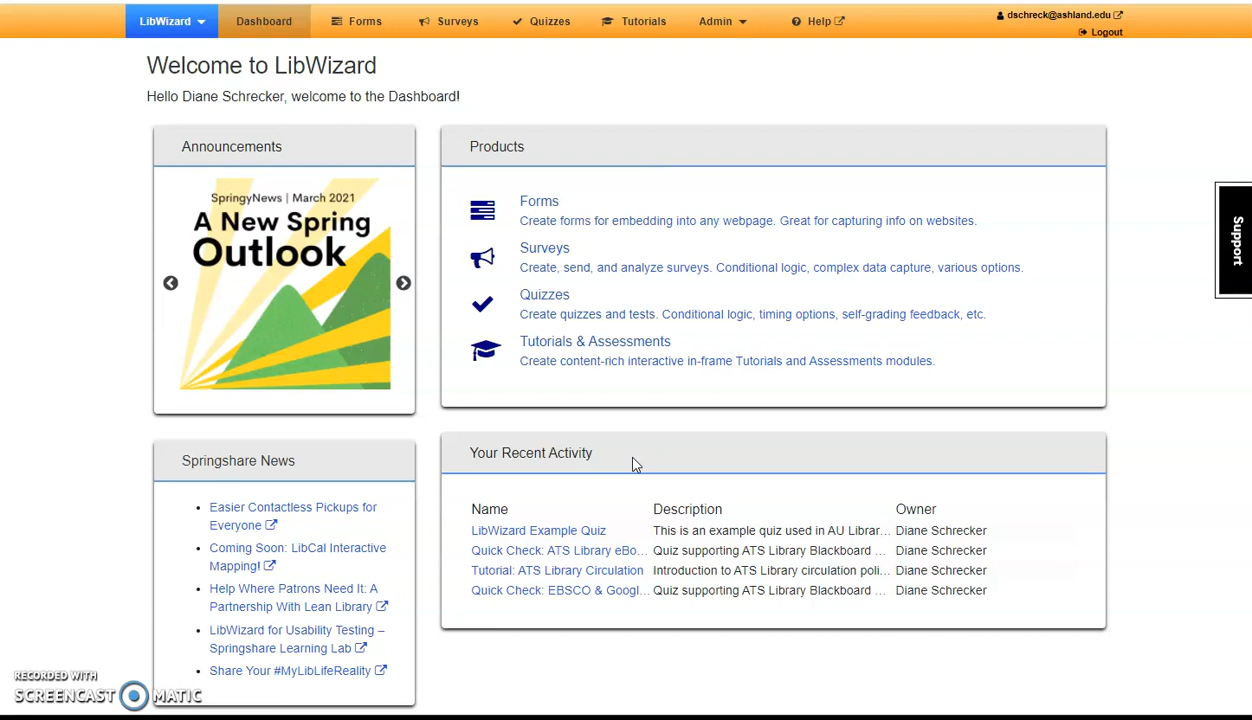 LibWizard Dashboard Forms Surveys Quizzes Tutorials Admin Help dschreck@ashland.edu
Logout
Welcome to LibWizard
Hello Diane Schrecker, welcome to the Dashboard!
Announcements
SpringyNews | March 2021
A New Spring
Outlook
Products
Forms
Create forms for embedding into any webpage. Great for capturing info on websites.
Surveys
Create, send, and analyze surveys. Conditional logic, complex data capture, various options.
Quizzes
Create quizzes and tests. Conditional logic, timing options, self-grading feedback, etc.
Tutorials & Assessments
Create content-rich interactive in-frame Tutorials and Assessments modules.
Support
Springshare News
Easier Contactless Pickups for
Everyone
Coming Soon: LibCal Interactive
Mapping!
Help Where Patrons Need It: A
Partnership With Lean Library
LibWizard for Usability Testing –
Springshare Learning Lab
Share Your #MyLibLifeReality
Your Recent Activity
Name Description Owner
LibWizard Example Quiz This is an example quiz used in AU Librar... Diane Schrecker
Quick Check: ATS Library eBo... Quiz supporting ATS Library Blackboard ... Diane Schrecker
Tutorial: ATS Library Circulation Introduction to ATS Library circulation poli... Diane Schrecker
Quick Check: EBSCO & Googl... Quiz supporting ATS Library Blackboard ... Diane Schrecker
RECORDED WITH
SCREENCAST MATIC